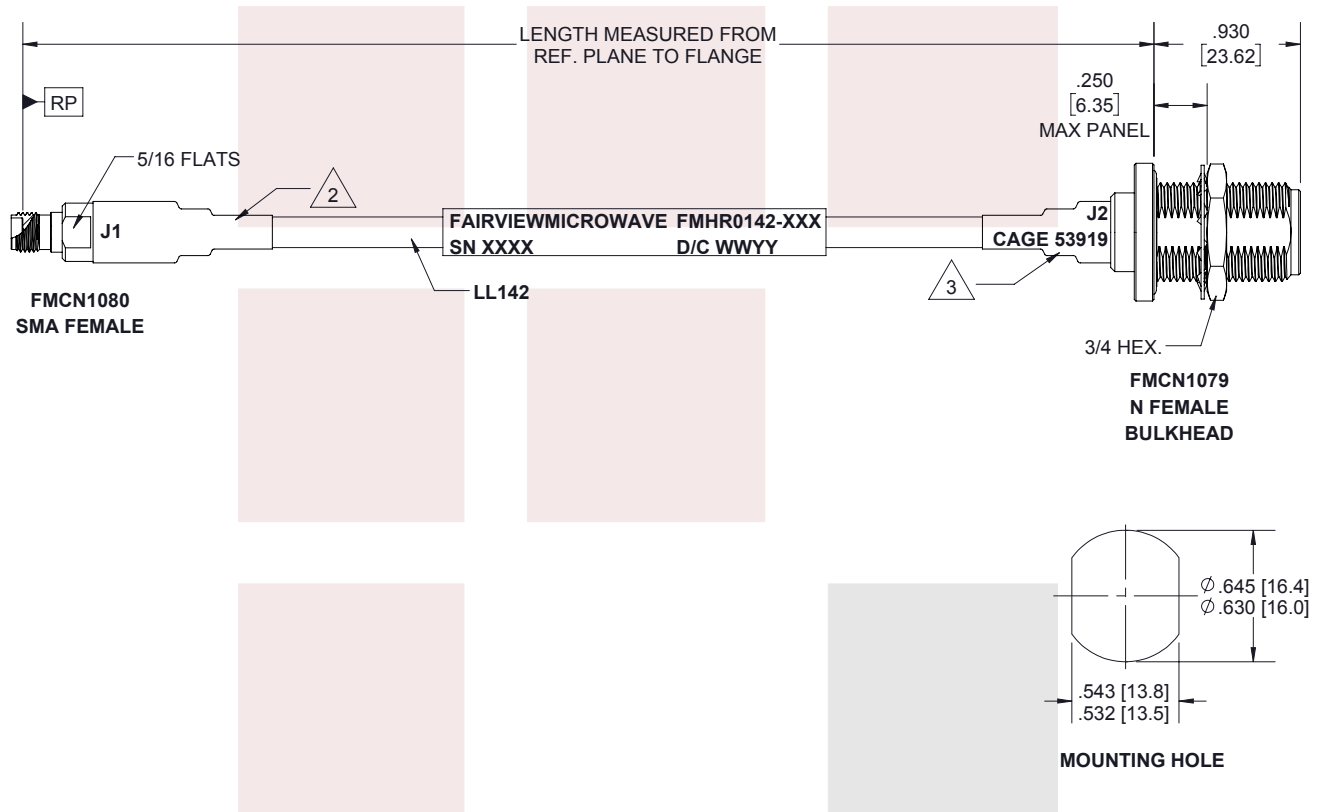 LENGTH MEASURED FROM
REF. PLANE TO FLANGE
.930
[23.62]
.250
[6.35]
MAX PANEL
RP
5/16 FLATS
2
J1
FAIRVIEWMICROWAVE FMHR0142-XXX
SN XXXX D/C WWYY
J2
CAGE 53919
3
LL142
FMCN1080
SMA FEMALE
3/4 HEX.
FMCN1079
N FEMALE
BULKHEAD
Ø .645 [16.4]
Ø .630 [16.0]
.543 [13.8]
.532 [13.5]
MOUNTING HOLE